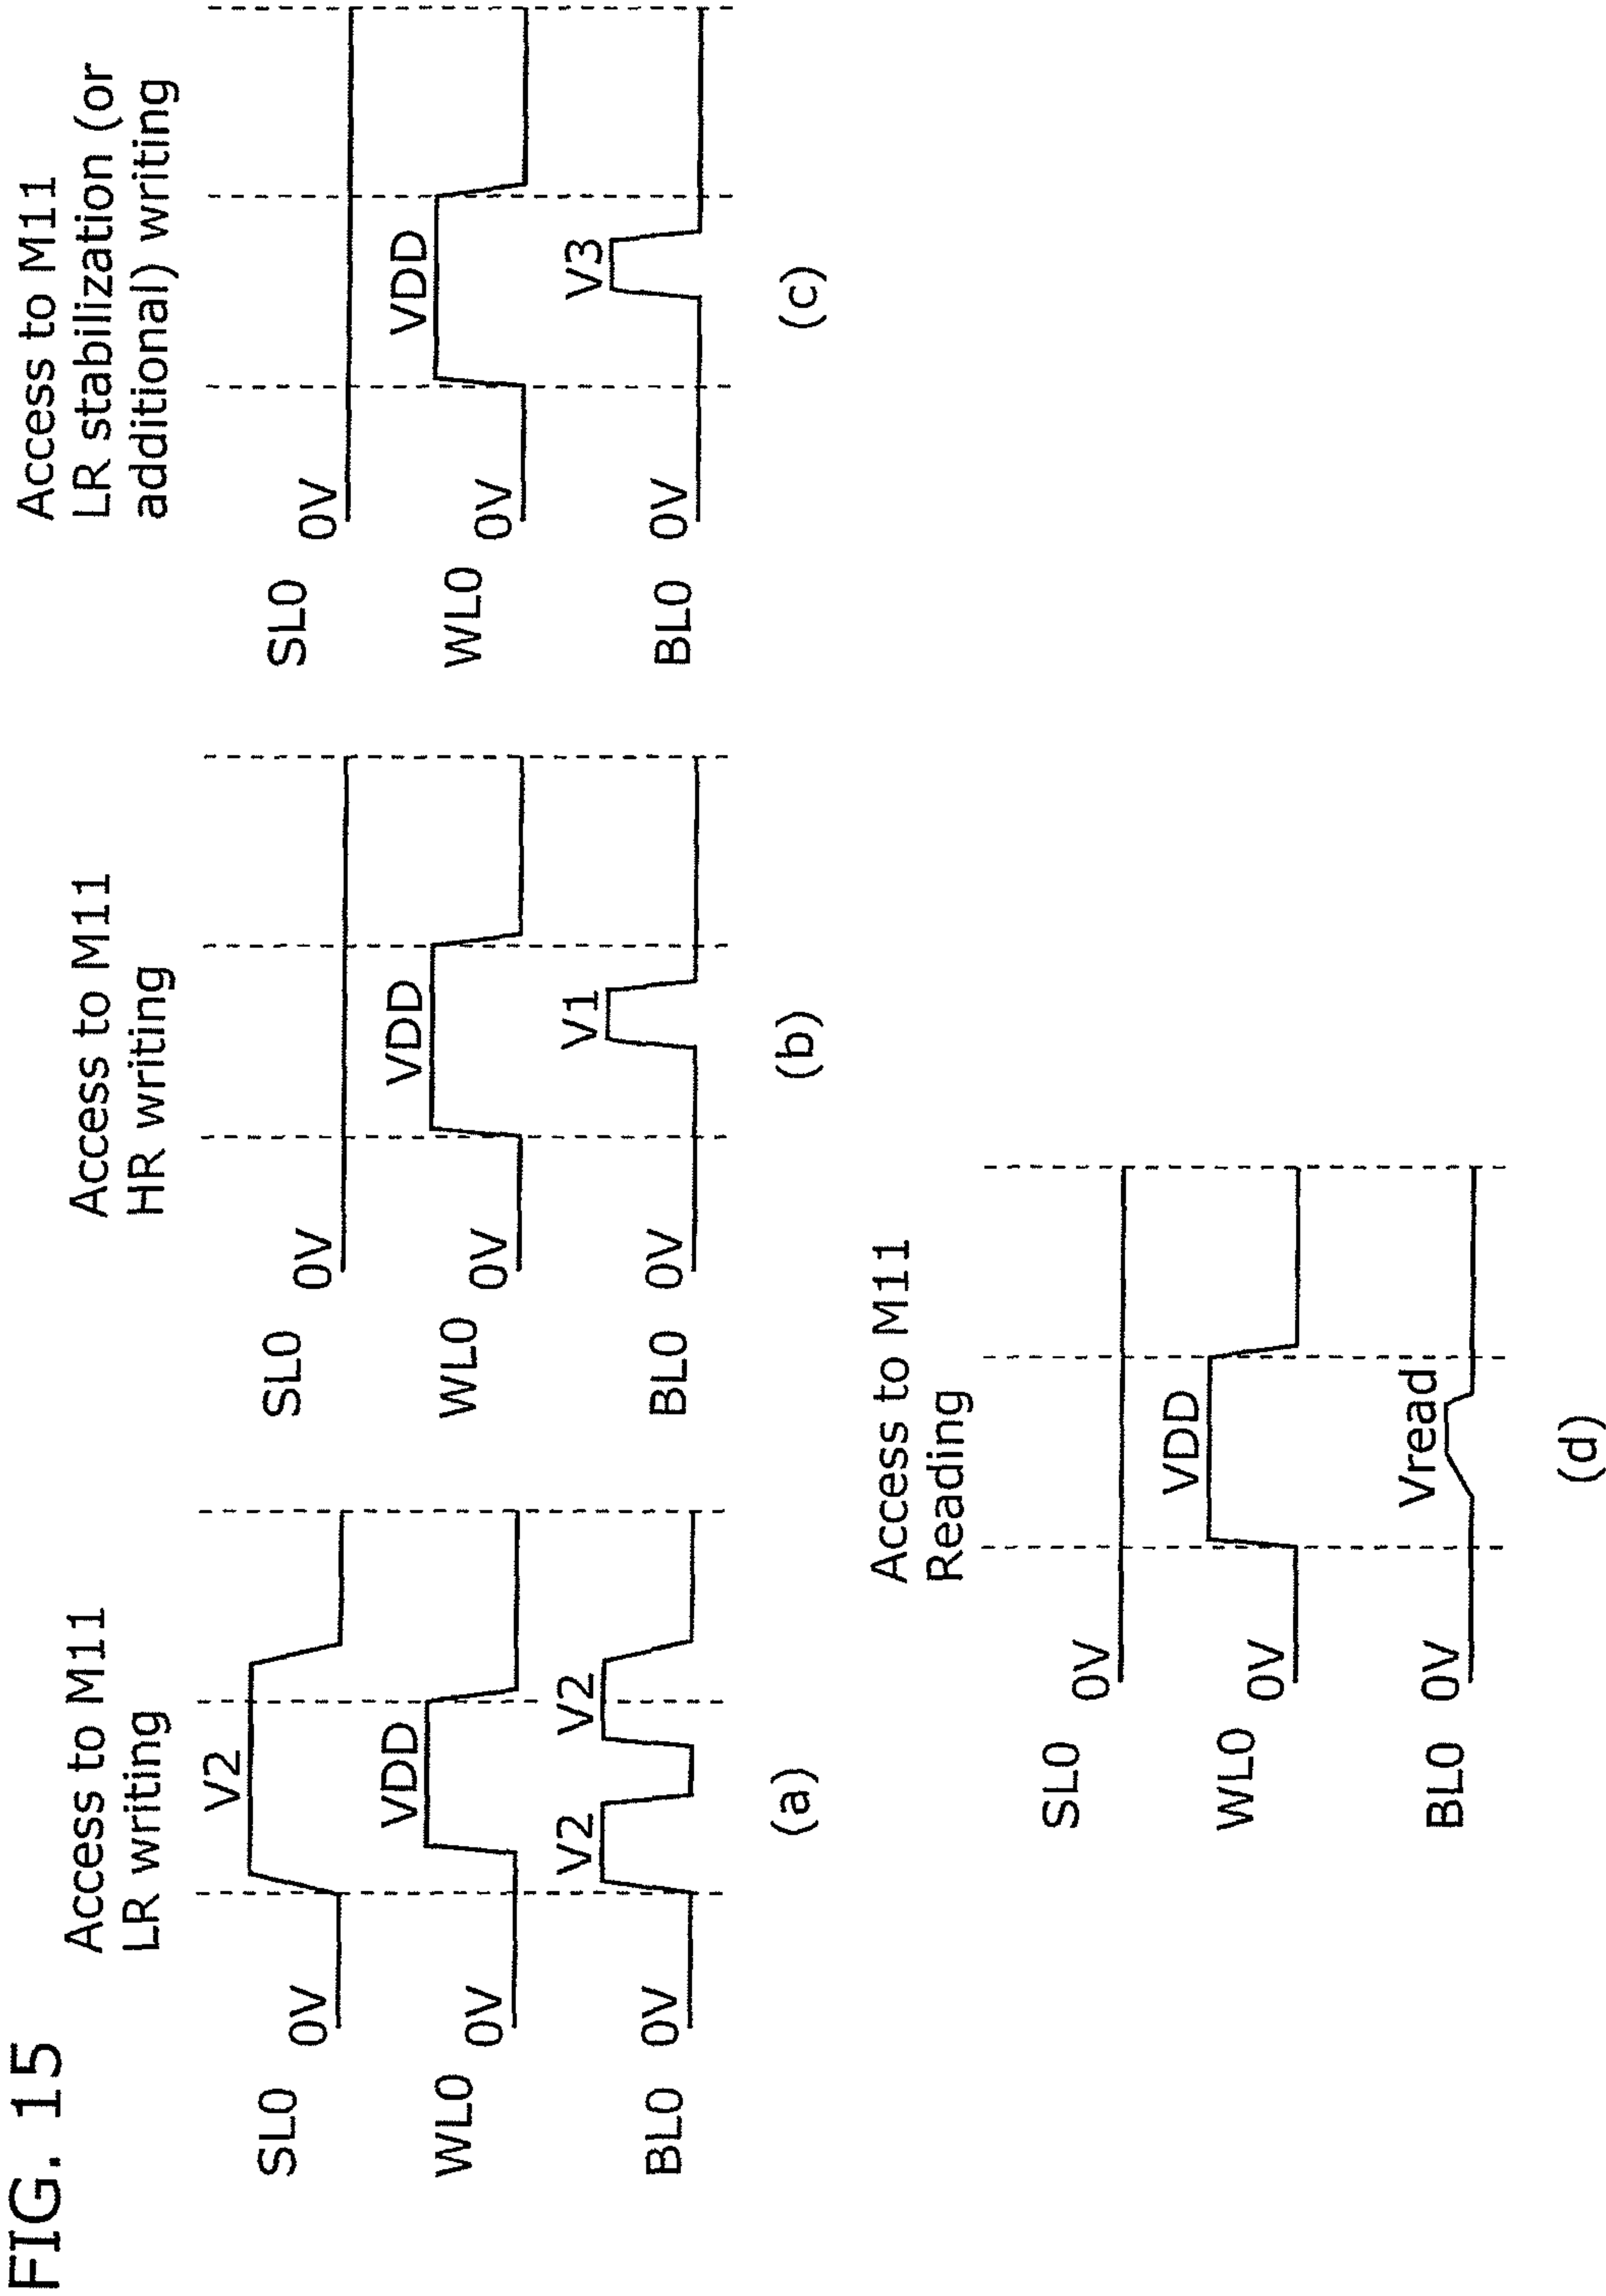 FIG. 15
Access to M11
LR writing
SL0
0V
V2
WL0
0V
VDD
BL0
0V
V2
V2
(a)
Access to M11
HR writing
SL0
0V
WL0
0V
VDD
BL0
0V
V1
(b)
Access to M11
LR stabilization (or
additional) writing
SL0
0V
WL0
0V
VDD
BL0
0V
V3
(c)
Access to M11
Reading
SL0
0V
WL0
0V
VDD
BL0
0V
Vread
(d)